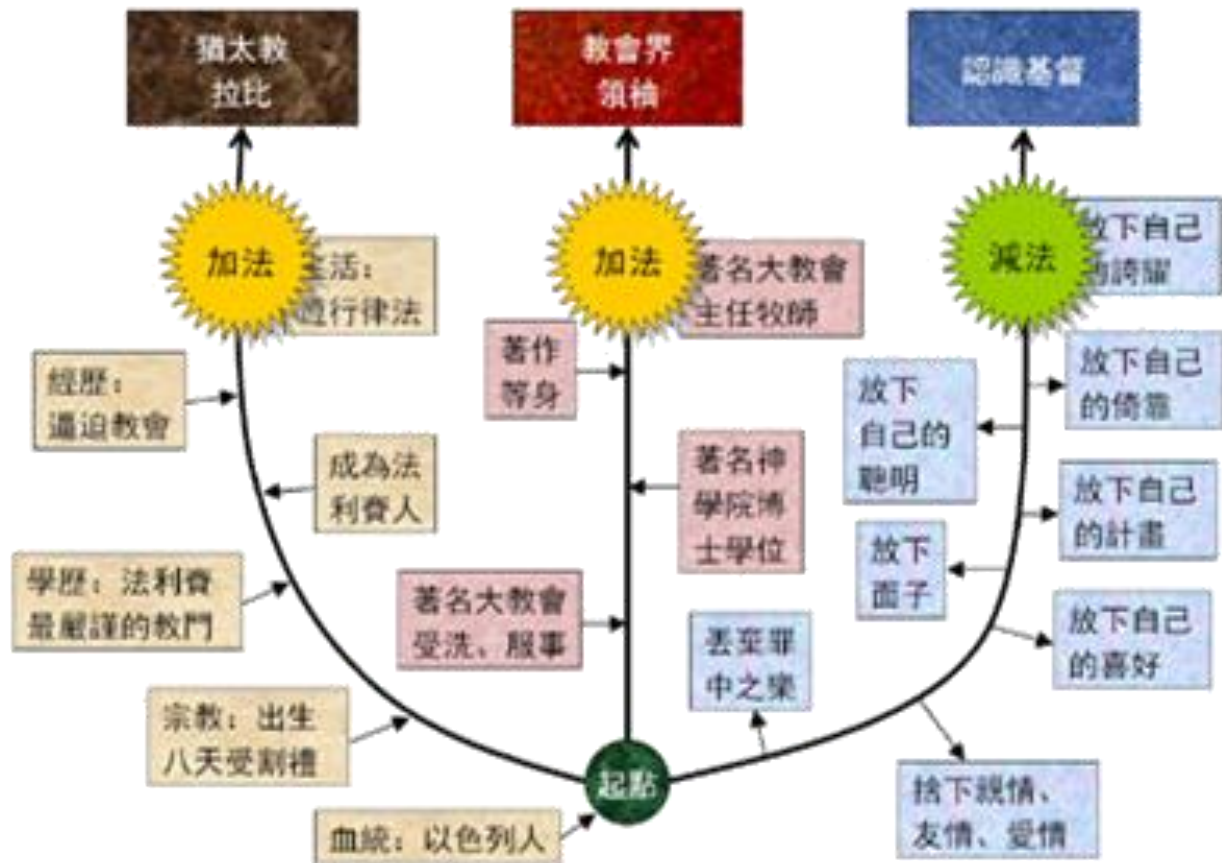 猶太教
拉比
教會界
領袖
認識基督
加法
生活：
遵行律法
加法
著名大教會
主任牧師
減法
放下自己
的誇耀
經歷：
逼迫教會
著作
等身
放下
自己的
聰明
放下自己
的倚靠
成為法
利賽人
著名神
學院博
士學位
放下自己
的計畫
學歷：法利賽
最嚴謹的教門
著名大教會
受洗、服事
放下
面子
丟棄罪
中之樂
放下自己
的喜好
宗教：出生
八天受割禮
起點
血統：以色列人
捨下親情、
友情、愛情